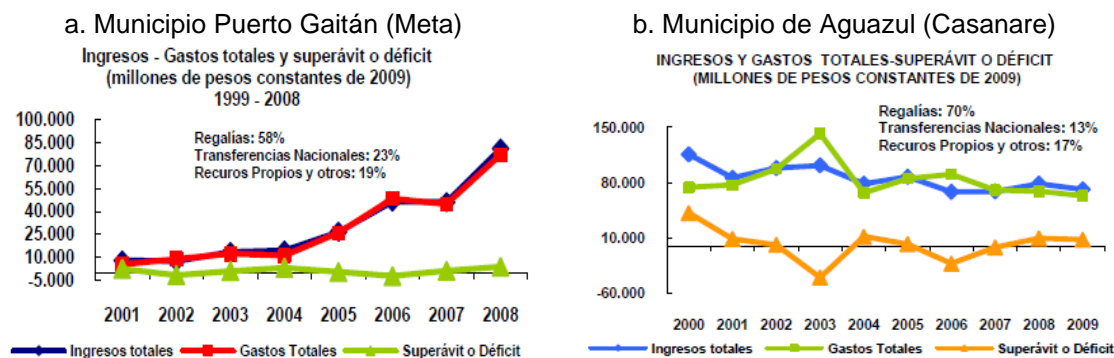 a. Municipio Puerto Gaitán (Meta)
Ingresos - Gastos totales y superávit o déficit
(millones de pesos constantes de 2009)
1999 - 2008
100.000
85.000
70.000
55.000
40.000
25.000
10.000
-5.000
Regalías: 58%
Transferencias Nacionales: 23%
Recuros Propios y otros: 19%
2001 2002 2003 2004 2005 2006 2007 2008
Ingresos totales Gastos Totales Superávit o Déficit
b. Municipio de Aguazul (Casanare)
INGRESOS Y GASTOS TOTALES-SUPERÁVIT O DÉFICIT
(MILLONES DE PESOS CONSTANTES DE 2009)
150.000
80.000
10.000
-60.000
Regalías: 70%
Transferencias Nacionales: 13%
Recuros Propios y otros: 17%
2000 2001 2002 2003 2004 2005 2006 2007 2008 2009
Ingresos totales Gastos Totales Superávit o Déficit